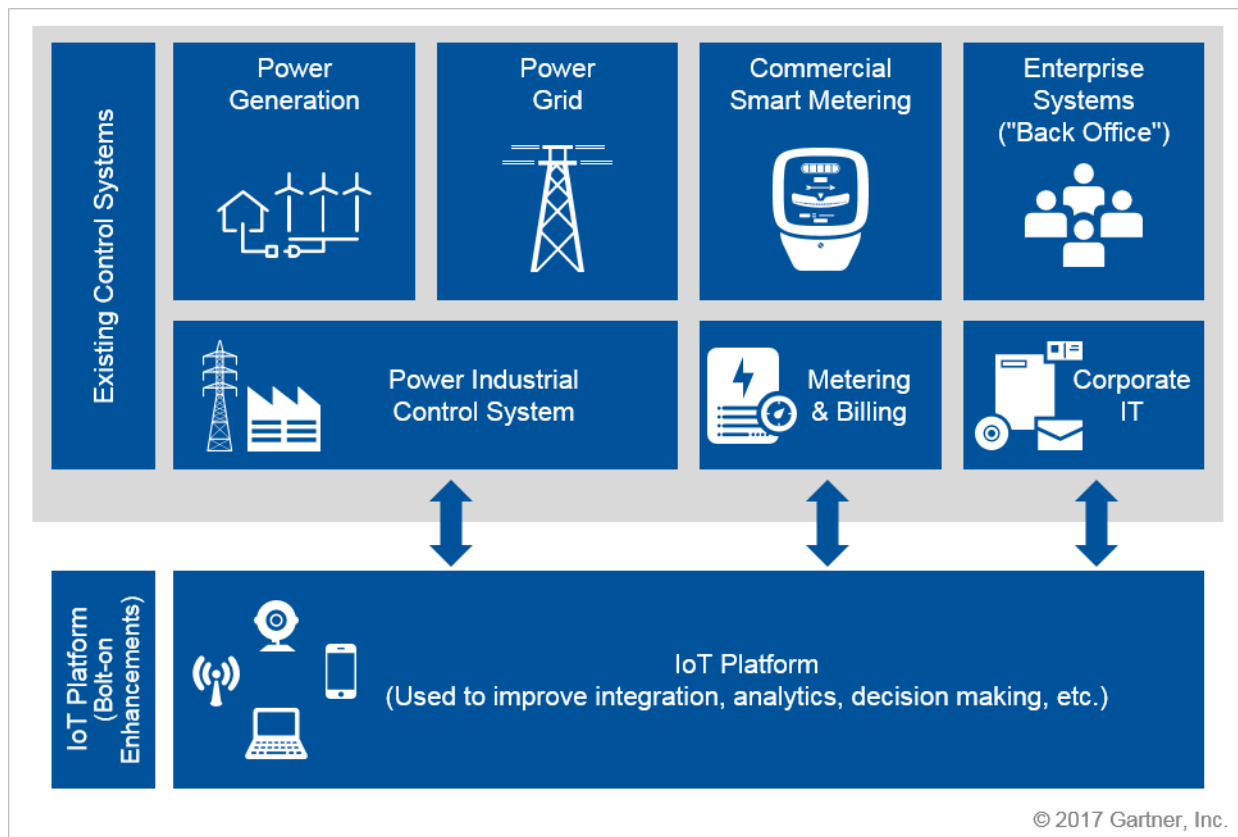 Existing Control Systems
Power
Generation
Power
Grid
Commercial
Smart Metering
Enterprise
Systems
("Back Office")
Power Industrial
Control System
Metering
& Billing
Corporate
IT
IoT Platform
(Bolt-on
Enhancements)
IoT Platform
(Used to improve integration, analytics, decision making, etc.)
© 2017 Gartner, Inc.